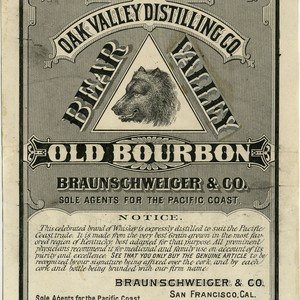 OAK VALLEY DISTILLING CO.
BEAR VALLEY
OLD BOURBON
BRAUNSCHWEIGER & CO.
SOLE AGENTS FOR THE PACIFIC COAST.
NOTICE.
This celebrated brand of Whiskey is expressly distilled to suit the Pacific
Coast trade. It is made from the very best Grain grown in the most fav-
ored region of Kentucky best adapted for that purpose. All prominent
physicians recommend it for medicinal and family use on account of its
purity and excellence. SEE THAT YOU ONLY BUY THE GENUINE ARTICLE to be
recognized by our signature being affixed over the cork and by each
cork and bottle being branded with our firm name.
BRAUNSCHWEIGER & CO.
SAN FRANCISCO, CAL.
Sole Agents for the Pacific Coast.